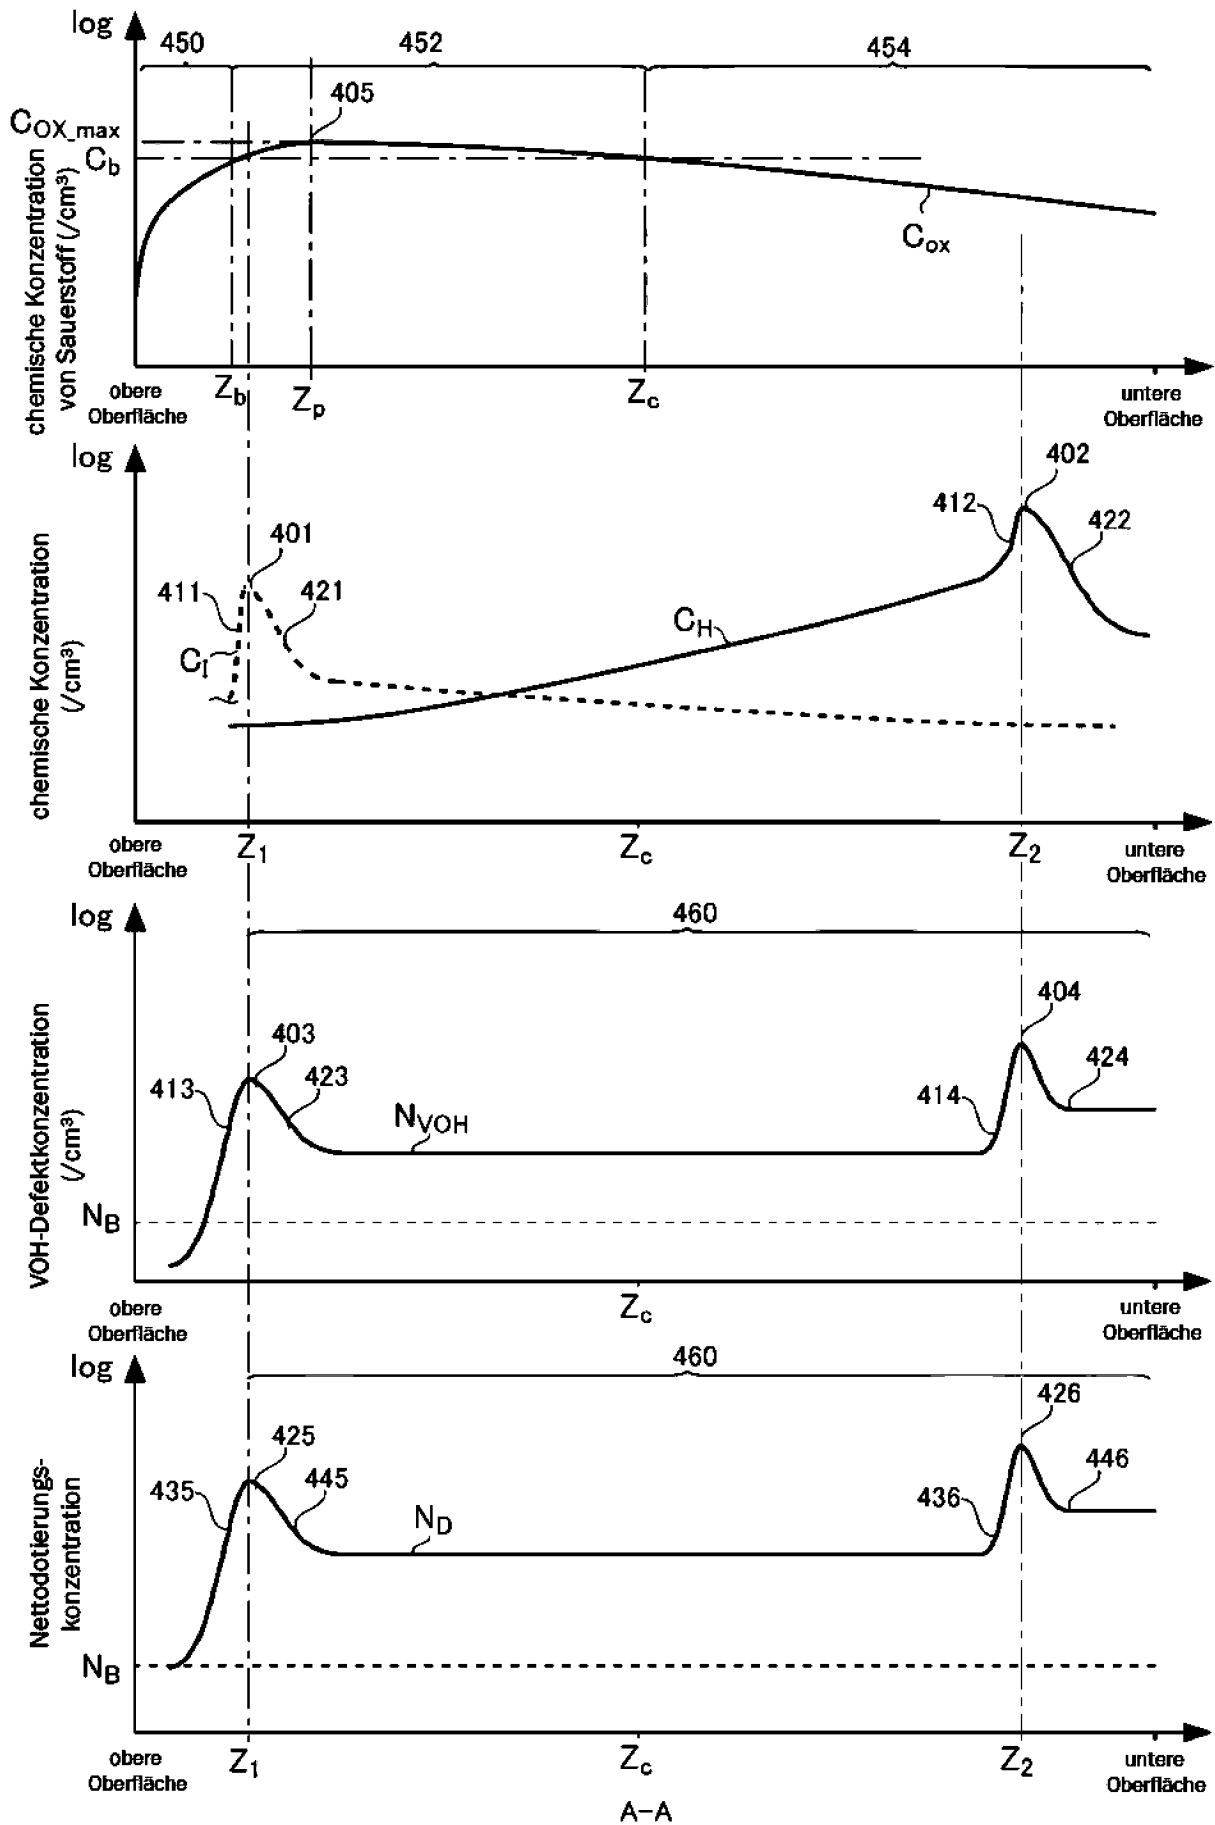 log
450
452
454
405
C_OX_max
C_b
C_ox
chemische Konzentration
von Sauerstoff (/cm³)
obere
Oberfläche
Z_b
Z_p
Z_c
untere
Oberfläche
log
402
412
422
401
411
421
C_H
C_I
chemische Konzentration
(/cm³)
obere
Oberfläche
Z_1
Z_c
Z_2
untere
Oberfläche
log
460
404
403
424
413
423
414
N_VOH
N_B
VOH-Defektkonzentration
(/cm³)
obere
Oberfläche
Z_c
untere
Oberfläche
log
460
426
425
445
446
435
436
N_D
N_B
Nettodotierungs-
konzentration
obere
Oberfläche
Z_1
Z_c
Z_2
untere
Oberfläche
A-A